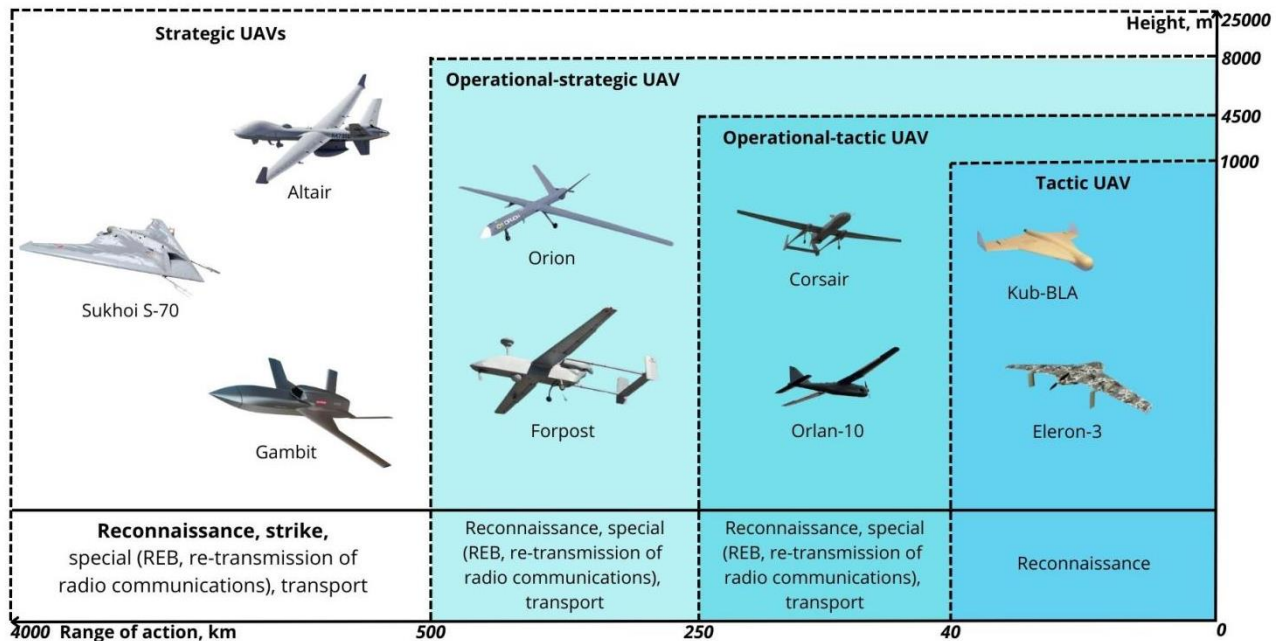 Strategic UAVs
Height, m
25000
8000
Operational-strategic UAV
4500
Operational-tactic UAV
1000
Tactic UAV
Altair
Orion
Corsair
Kub-BLA
Sukhoi S-70
Gambit
Forpost
Orlan-10
Eleron-3
Reconnaissance, strike,
special (REB, re-transmission of
radio communications), transport
Reconnaissance, special
(REB, re-transmission of
radio communications),
transport
Reconnaissance, special
(REB, re-transmission of
radio communications),
transport
Reconnaissance
4000 Range of action, km
500
250
40
0